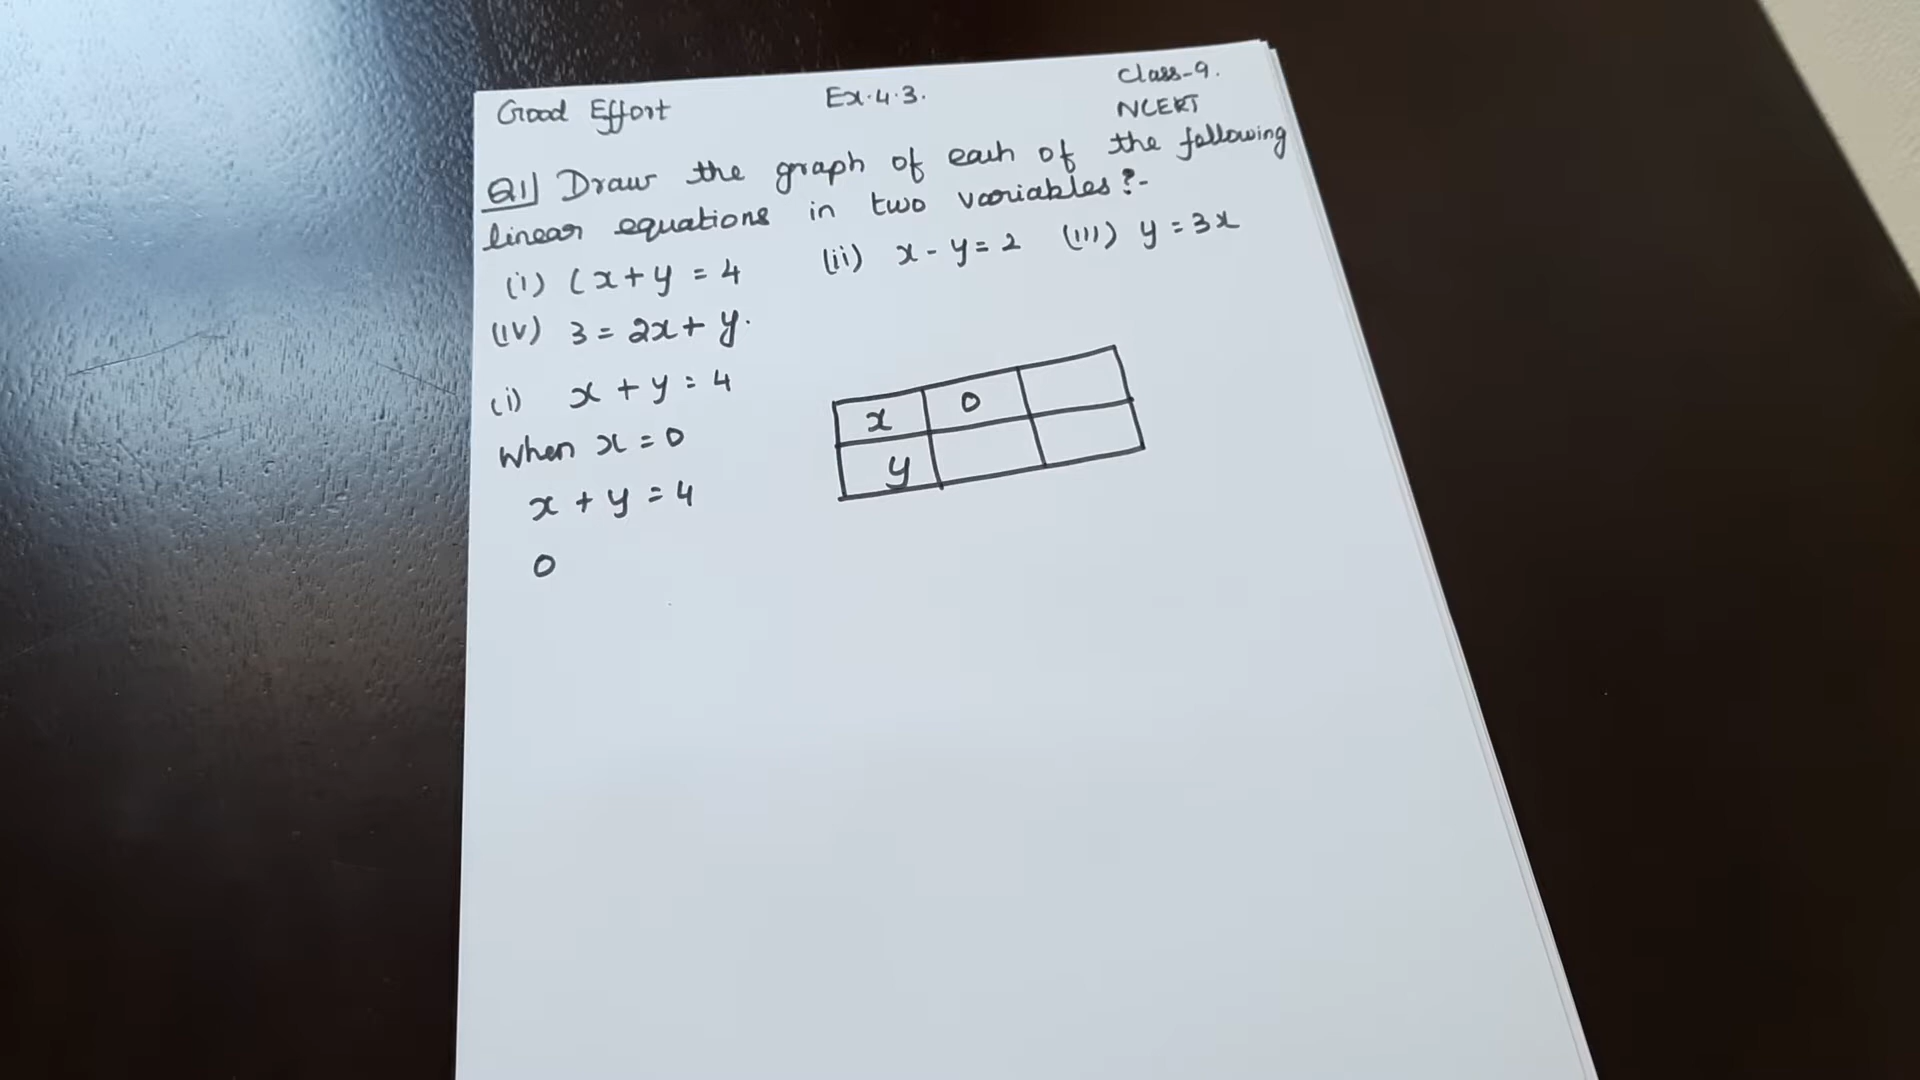 Good Effort Ex.4.3. Class-9.
NCERT
Q1] Draw the graph of each of the following
linear equations in two variables?-
(i) (x+y = 4 (ii) x - y = 2 (iii) y = 3x
(iv) 3 = 2x + y.
(i) x + y = 4
When x = 0
x + y = 4
0
x 0
y